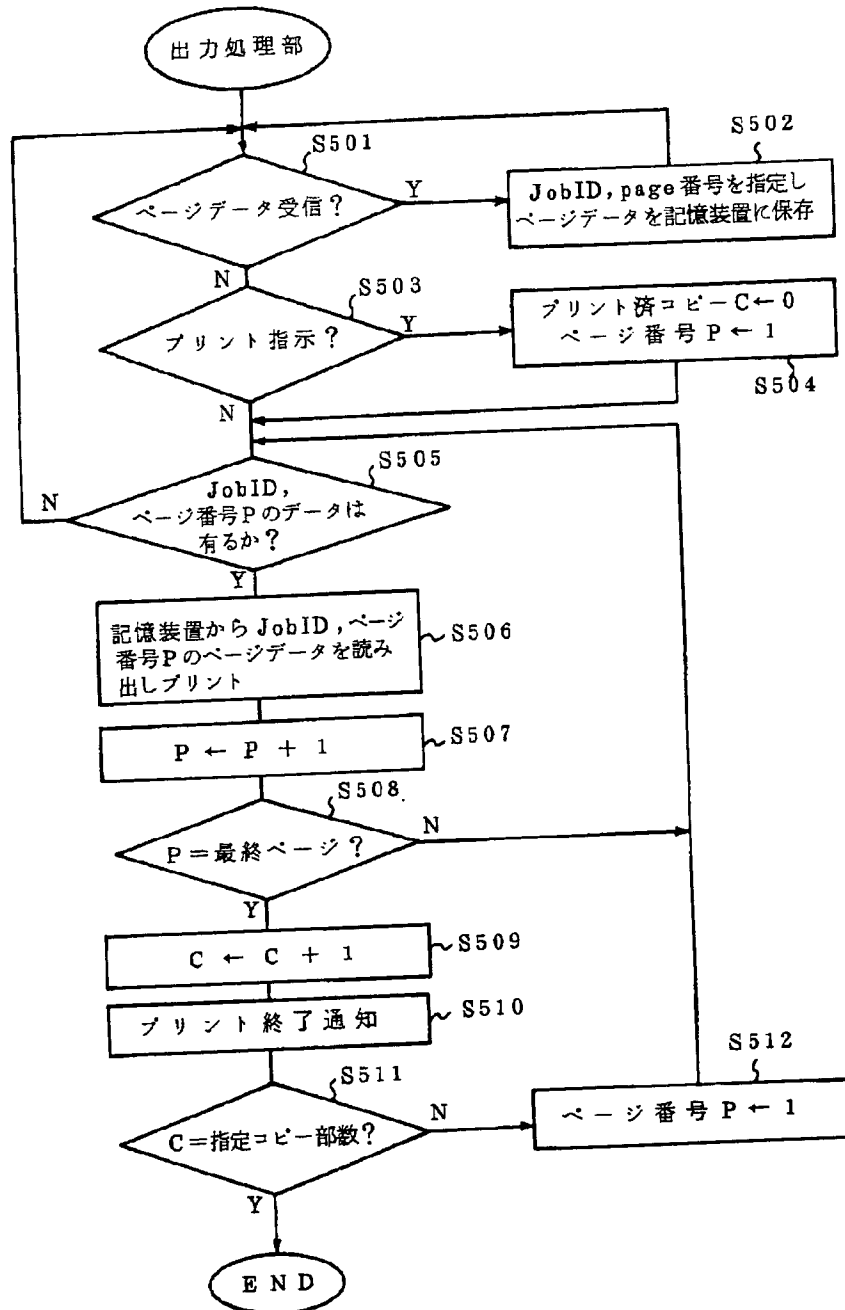 出力処理部
S501
ページデータ受信?
Y
N
S502
JobID,page番号を指定し
ページデータを記憶装置に保存
S503
プリント指示?
Y
N
プリント済コピーC←0
ページ番号P←1
S504
S505
JobID,
ページ番号Pのデータは
有るか?
N
Y
記憶装置からJobID,ページ
番号Pのページデータを読み
出しプリント
S506
P ← P + 1
S507
S508
P=最終ページ?
N
Y
C ← C + 1
S509
プリント終了通知
S510
S511
C=指定コピー部数?
N
Y
S512
ページ番号P←1
END